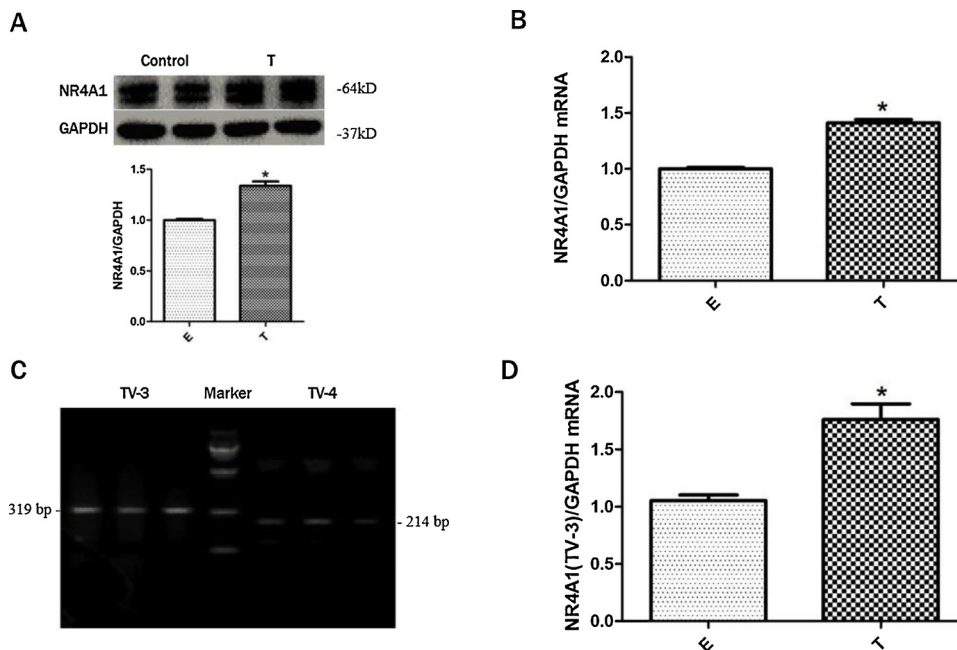 A
Control T
NR4A1
-64kD
GAPDH
-37kD
NR4A1/GAPDH
1.5
1.0
0.5
0.0
*
E T
B
NR4A1/GAPDH mRNA
2.0
1.5
1.0
0.5
0.0
*
E T
C
TV-3 Marker TV-4
319 bp -
- 214 bp
D
NR4A1(TV-3)/GAPDH mRNA
2.0
1.5
1.0
0.5
0.0
*
E T